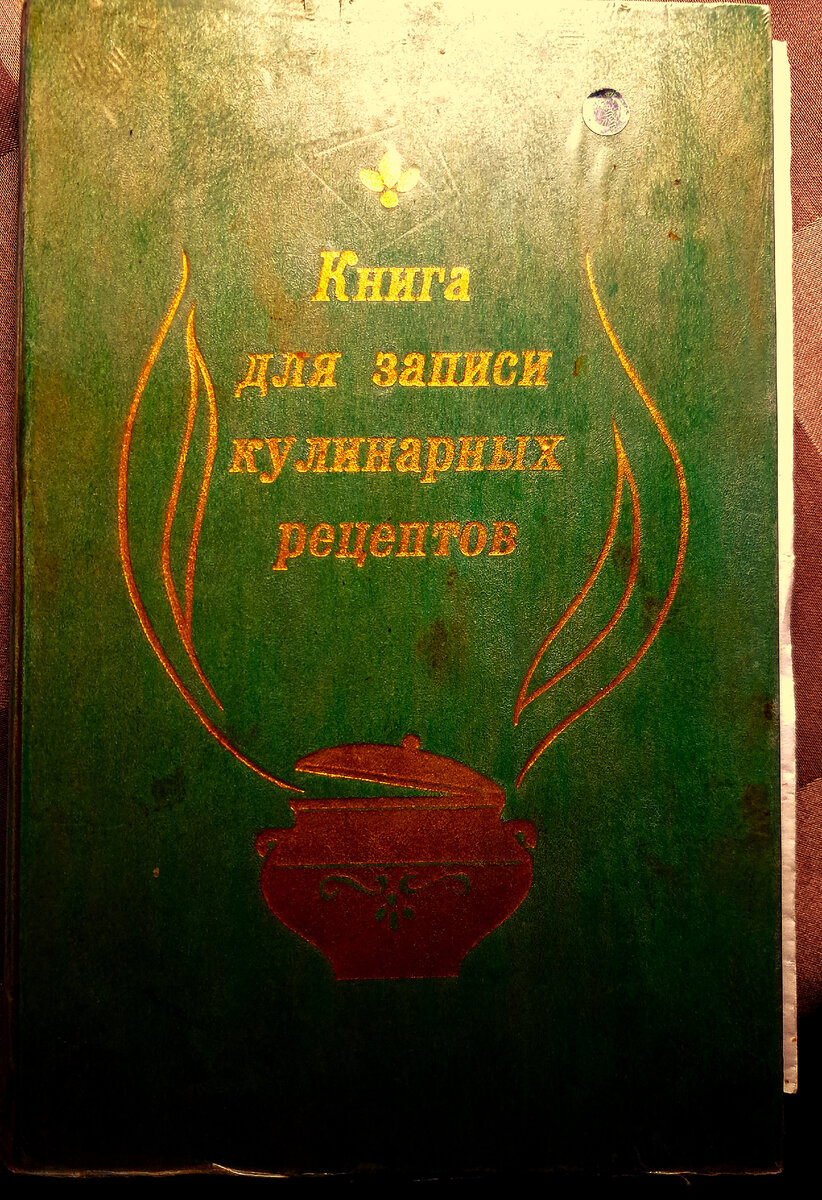 Книга
для записи
кулинарных
рецептов